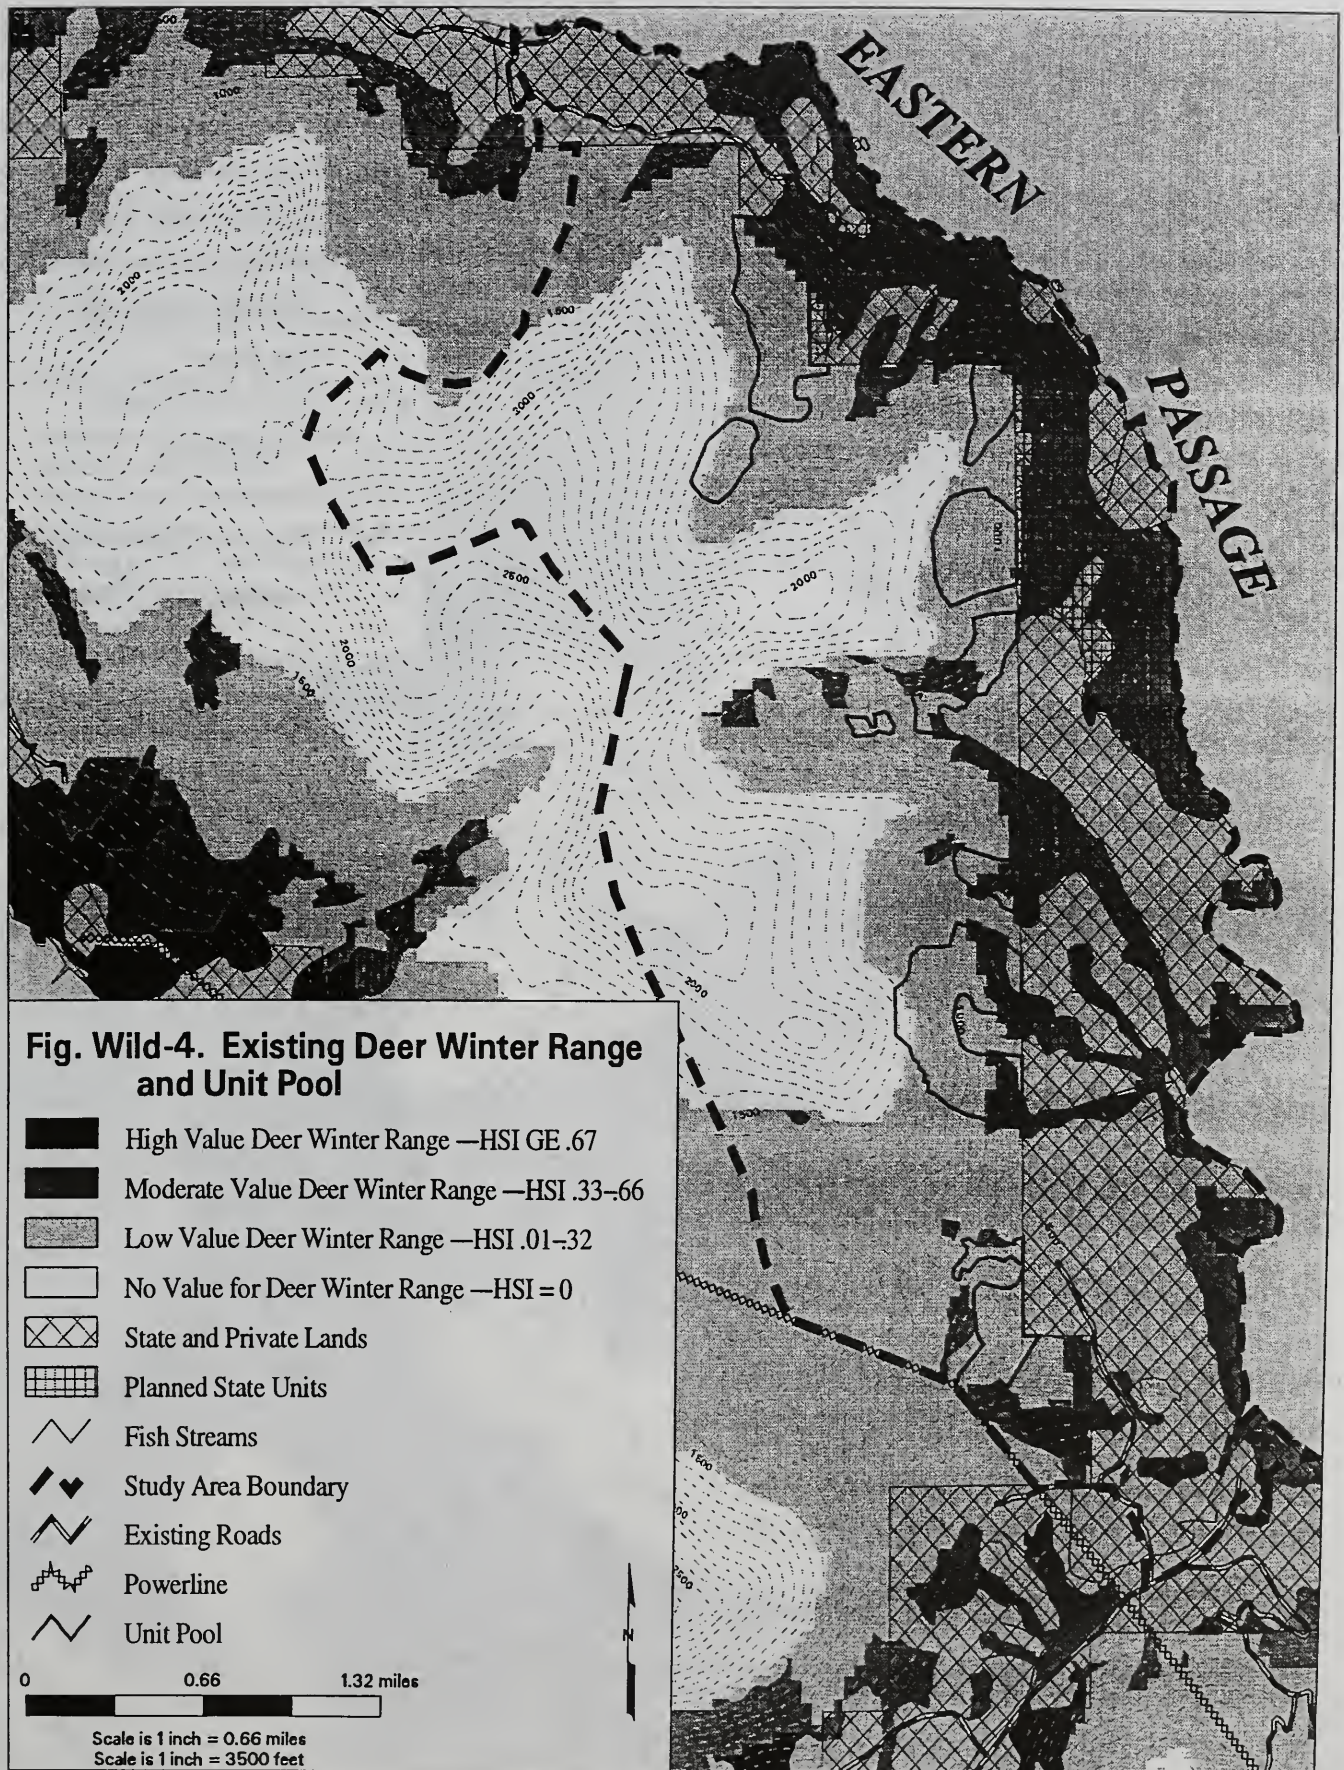 500
1000
EASTERN
2000
1500
2000
PASSAGE
2500
2000
2000
1500
2000
1500
500
1500
2500
Fig. Wild-4. Existing Deer Winter Range
and Unit Pool
High Value Deer Winter Range —HSI GE .67
Moderate Value Deer Winter Range —HSI .33-.66
Low Value Deer Winter Range —HSI .01-.32
No Value for Deer Winter Range —HSI = 0
State and Private Lands
Planned State Units
Fish Streams
Study Area Boundary
Existing Roads
Powerline
Unit Pool
N
0 0.66 1.32 miles
Scale is 1 inch = 0.66 miles
Scale is 1 inch = 3500 feet